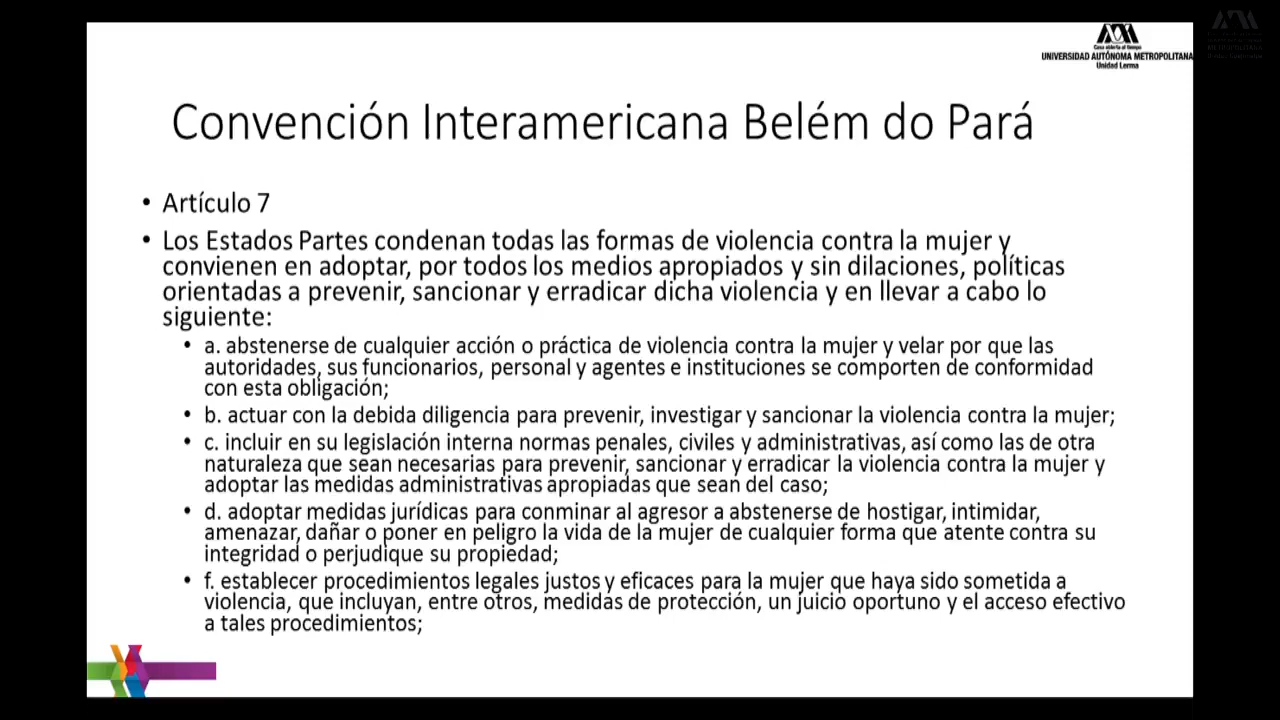 Casa abierta al tiempo
UNIVERSIDAD AUTÓNOMA METROPOLITANA
Unidad Lerma
Convención Interamericana Belém do Pará
• Artículo 7
• Los Estados Partes condenan todas las formas de violencia contra la mujer y
convienen en adoptar, por todos los medios apropiados y sin dilaciones, políticas
orientadas a prevenir, sancionar y erradicar dicha violencia y en llevar a cabo lo
siguiente:
• a. abstenerse de cualquier acción o práctica de violencia contra la mujer y velar por que las
autoridades, sus funcionarios, personal y agentes e instituciones se comporten de conformidad
con esta obligación;
• b. actuar con la debida diligencia para prevenir, investigar y sancionar la violencia contra la mujer;
• c. incluir en su legislación interna normas penales, civiles y administrativas, así como las de otra
naturaleza que sean necesarias para prevenir, sancionar y erradicar la violencia contra la mujer y
adoptar las medidas administrativas apropiadas que sean del caso;
• d. adoptar medidas jurídicas para conminar al agresor a abstenerse de hostigar, intimidar,
amenazar, dañar o poner en peligro la vida de la mujer de cualquier forma que atente contra su
integridad o perjudique su propiedad;
• f. establecer procedimientos legales justos y eficaces para la mujer que haya sido sometida a
violencia, que incluyan, entre otros, medidas de protección, un juicio oportuno y el acceso efectivo
a tales procedimientos;